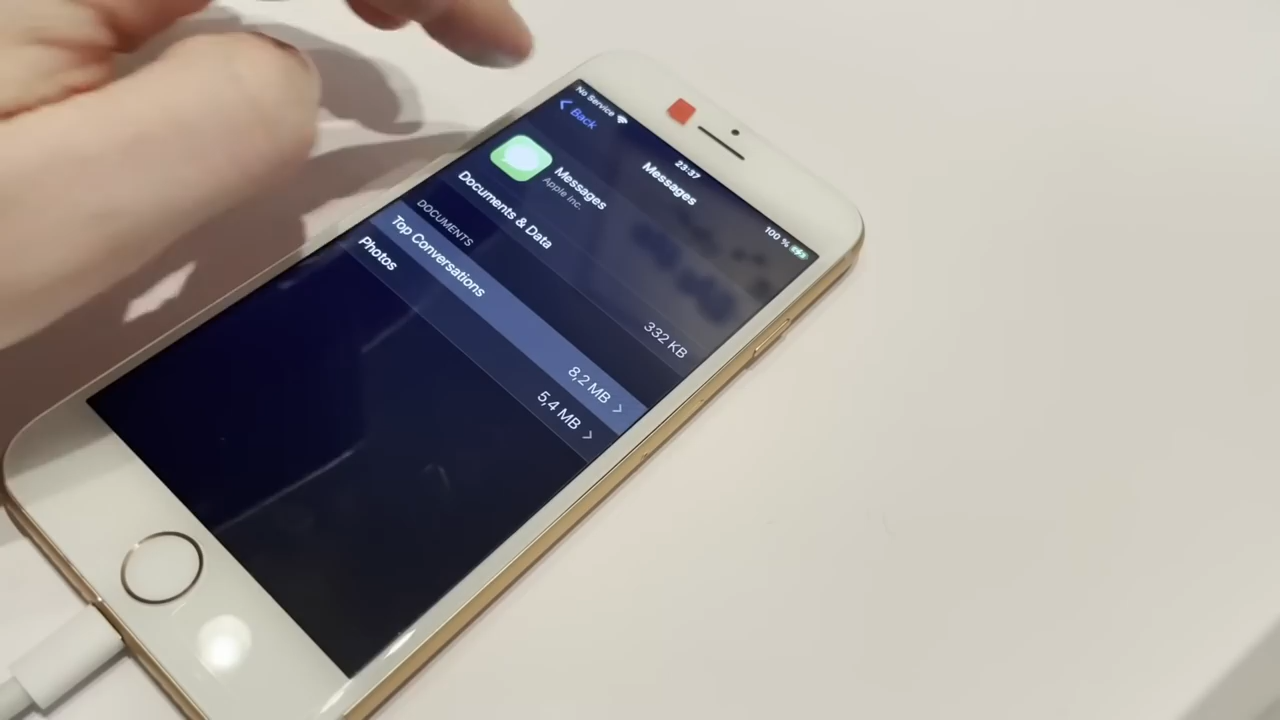 No Service
23:37
100 %
Back
Messages
Messages
Apple Inc.
Documents & Data
332 KB
DOCUMENTS
Top Conversations
8,2 MB
Photos
5,4 MB